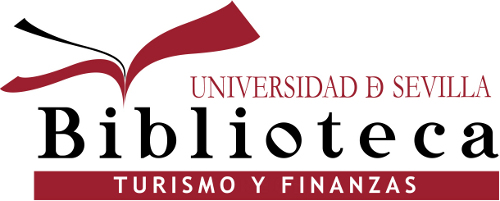 UNIVERSIDAD DE SEVILLA
Biblioteca
TURISMO Y FINANZAS